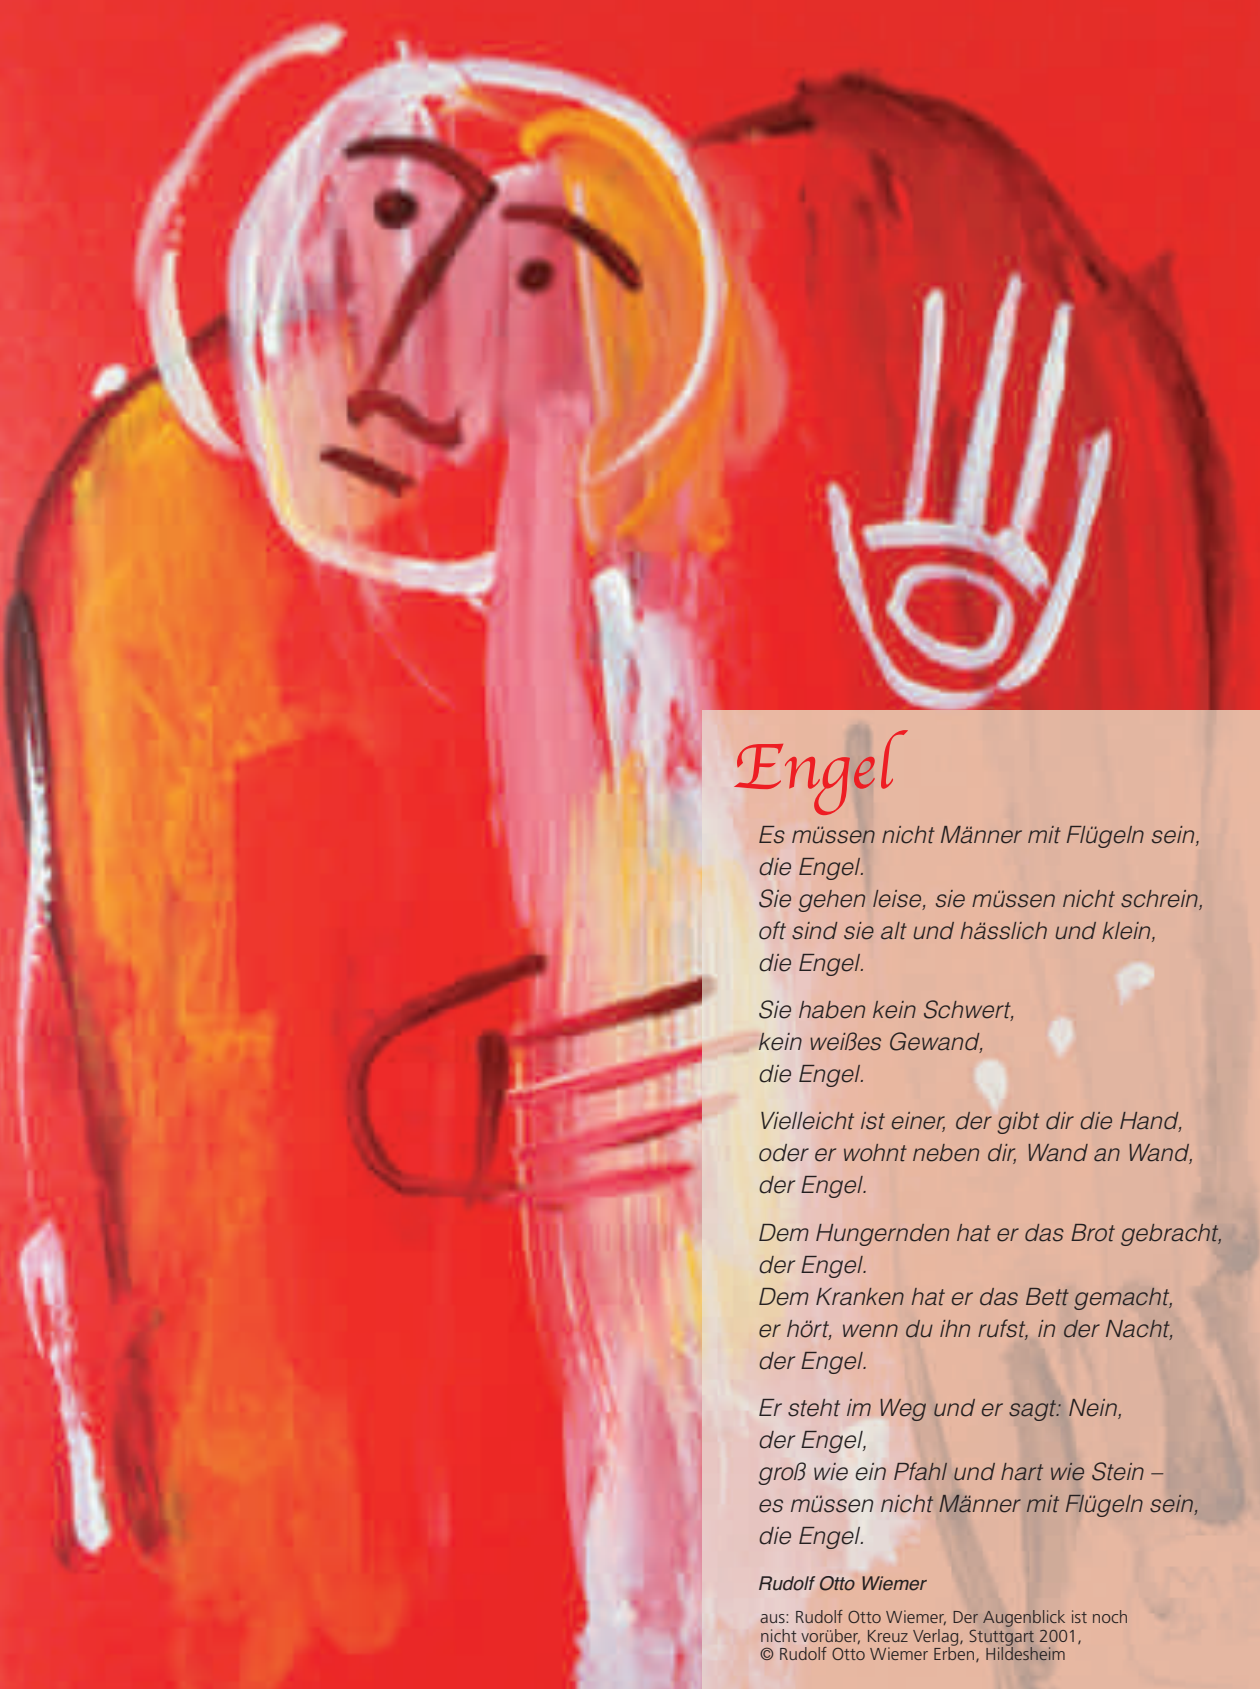 Engel
Es müssen nicht Männer mit Flügeln sein,
die Engel.
Sie gehen leise, sie müssen nicht schrein,
oft sind sie alt und hässlich und klein,
die Engel.
Sie haben kein Schwert,
kein weißes Gewand,
die Engel.
Vielleicht ist einer, der gibt dir die Hand,
oder er wohnt neben dir, Wand an Wand,
der Engel.
Dem Hungernden hat er das Brot gebracht,
der Engel.
Dem Kranken hat er das Bett gemacht,
er hört, wenn du ihn rufst, in der Nacht,
der Engel.
Er steht im Weg und er sagt: Nein,
der Engel,
groß wie ein Pfahl und hart wie Stein –
es müssen nicht Männer mit Flügeln sein,
die Engel.
Rudolf Otto Wiemer
aus: Rudolf Otto Wiemer, Der Augenblick ist noch
nicht vorüber, Kreuz Verlag, Stuttgart 2001,
© Rudolf Otto Wiemer Erben, Hildesheim